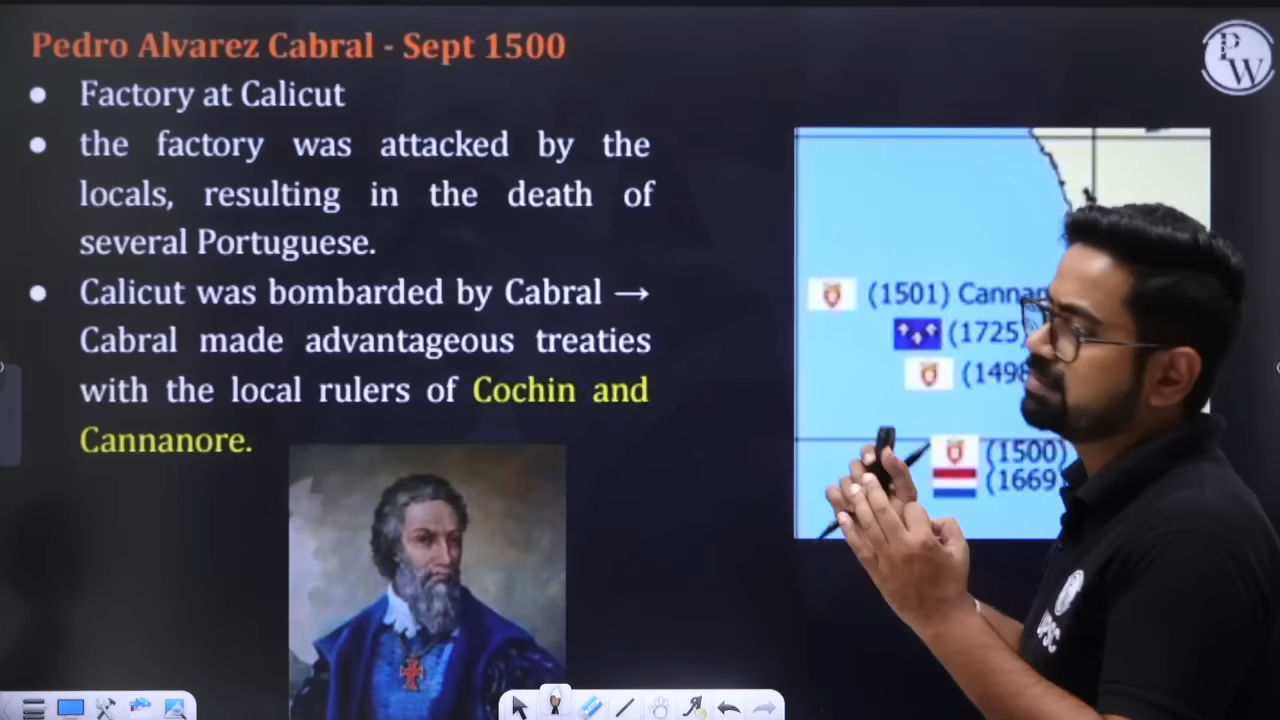 Pedro Alvarez Cabral - Sept 1500
● Factory at Calicut
● the factory was attacked by the
locals, resulting in the death of
several Portuguese.
● Calicut was bombarded by Cabral →
Cabral made advantageous treaties
with the local rulers of Cochin and
Cannanore.
PW
(1501) Cannan
(1725)
(1498
(1500)
(1669)
UPSC